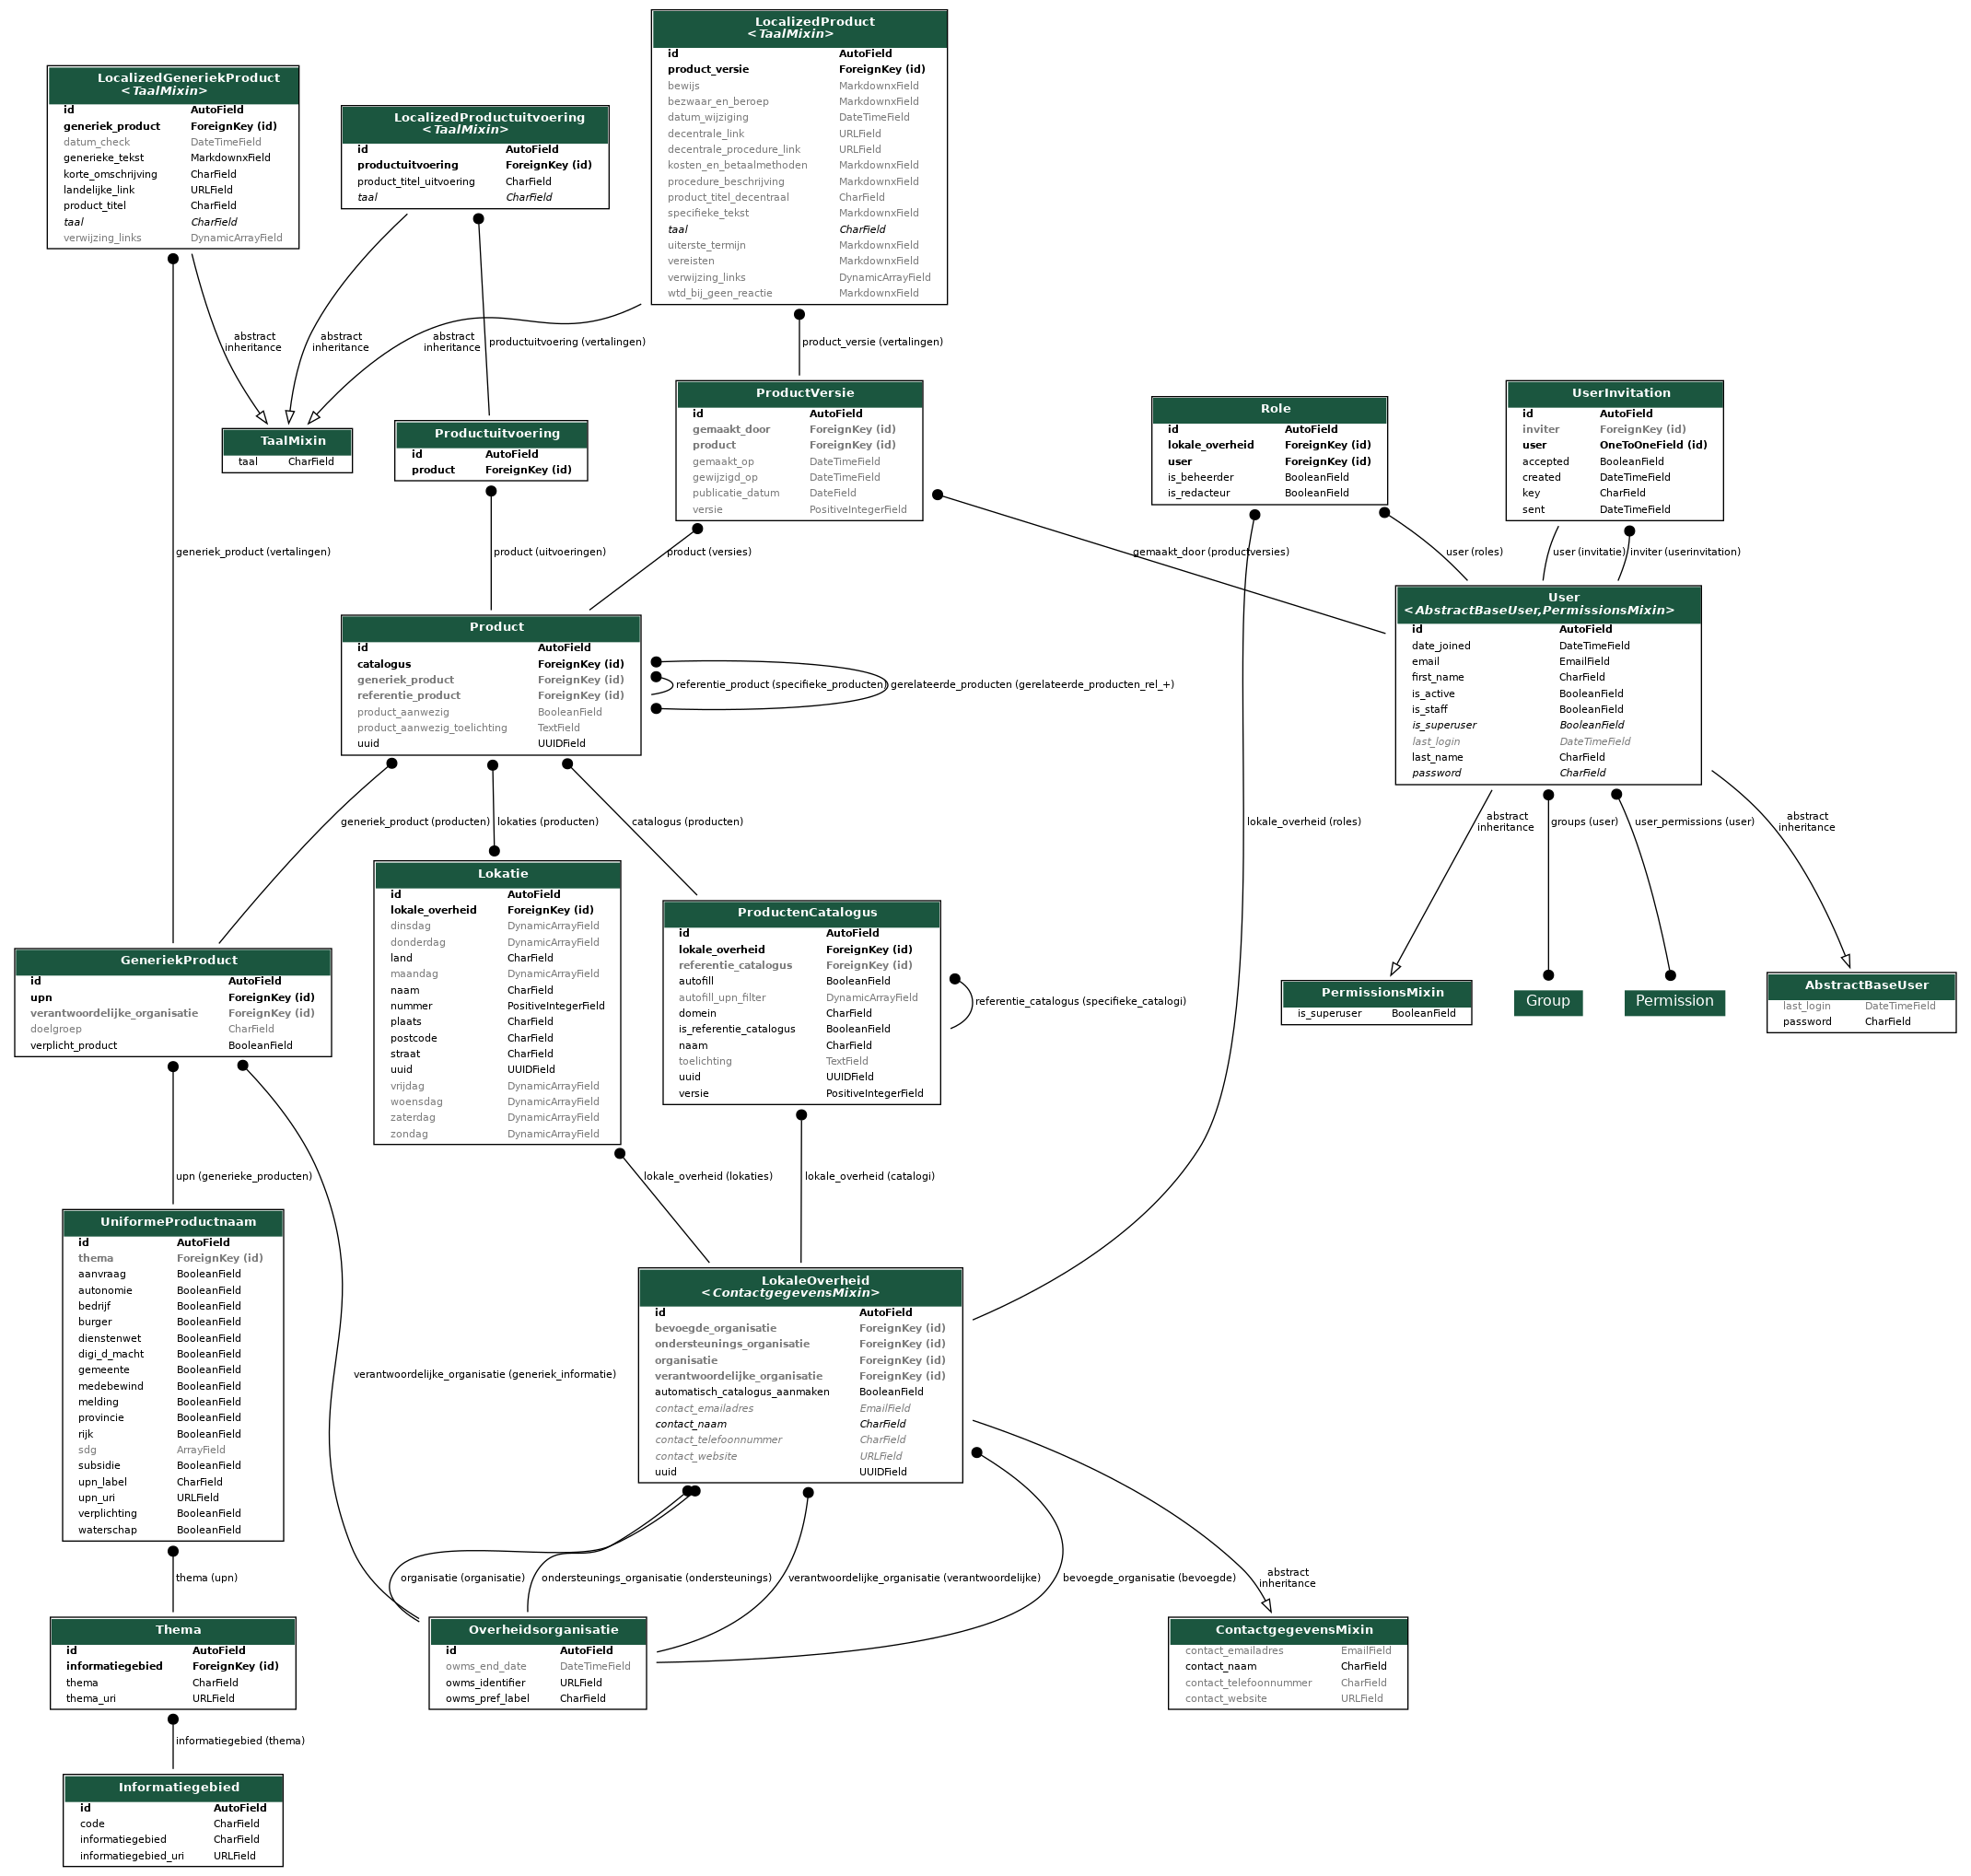 LocalizedProduct
<TaalMixin>
id AutoField
product_versie ForeignKey (id)
bewijs MarkdownxField
bezwaar_en_beroep MarkdownxField
datum_wijziging DateTimeField
decentrale_link URLField
decentrale_procedure_link URLField
kosten_en_betaalmethoden MarkdownxField
procedure_beschrijving MarkdownxField
product_titel_decentraal CharField
specifieke_tekst MarkdownxField
taal CharField
uiterste_termijn MarkdownxField
vereisten MarkdownxField
verwijzing_links DynamicArrayField
wtd_bij_geen_reactie MarkdownxField
LocalizedGeneriekProduct
<TaalMixin>
id AutoField
generiek_product ForeignKey (id)
datum_check DateTimeField
generieke_tekst MarkdownxField
korte_omschrijving CharField
landelijke_link URLField
product_titel CharField
taal CharField
verwijzing_links DynamicArrayField
LocalizedProductuitvoering
<TaalMixin>
id AutoField
productuitvoering ForeignKey (id)
product_titel_uitvoering CharField
taal CharField
abstract
inheritance
abstract
inheritance
abstract
inheritance
productuitvoering (vertalingen)
product_versie (vertalingen)
TaalMixin
taal CharField
Productuitvoering
id AutoField
product ForeignKey (id)
ProductVersie
id AutoField
gemaakt_door ForeignKey (id)
product ForeignKey (id)
gemaakt_op DateTimeField
gewijzigd_op DateTimeField
publicatie_datum DateField
versie PositiveIntegerField
Role
id AutoField
lokale_overheid ForeignKey (id)
user ForeignKey (id)
is_beheerder BooleanField
is_redacteur BooleanField
UserInvitation
id AutoField
inviter ForeignKey (id)
user OneToOneField (id)
accepted BooleanField
created DateTimeField
key CharField
sent DateTimeField
generiek_product (vertalingen)
product (uitvoeringen)
product (versies)
gemaakt_door (productversies)
user (roles)
user (invitatie)
inviter (userinvitation)
Product
id AutoField
catalogus ForeignKey (id)
generiek_product ForeignKey (id)
referentie_product ForeignKey (id)
product_aanwezig BooleanField
product_aanwezig_toelichting TextField
uuid UUIDField
referentie_product (specifieke_producten)
gerelateerde_producten (gerelateerde_producten_rel_+)
User
<AbstractBaseUser,PermissionsMixin>
id AutoField
date_joined DateTimeField
email EmailField
first_name CharField
is_active BooleanField
is_staff BooleanField
is_superuser BooleanField
last_login DateTimeField
last_name CharField
password CharField
generiek_product (producten)
lokaties (producten)
catalogus (producten)
lokale_overheid (roles)
abstract
inheritance
groups (user)
user_permissions (user)
abstract
inheritance
Lokatie
id AutoField
lokale_overheid ForeignKey (id)
dinsdag DynamicArrayField
donderdag DynamicArrayField
land CharField
maandag DynamicArrayField
naam CharField
nummer PositiveIntegerField
plaats CharField
postcode CharField
straat CharField
uuid UUIDField
vrijdag DynamicArrayField
woensdag DynamicArrayField
zaterdag DynamicArrayField
zondag DynamicArrayField
ProductenCatalogus
id AutoField
lokale_overheid ForeignKey (id)
referentie_catalogus ForeignKey (id)
autofill BooleanField
autofill_upn_filter DynamicArrayField
domein CharField
is_referentie_catalogus BooleanField
naam CharField
toelichting TextField
uuid UUIDField
versie PositiveIntegerField
referentie_catalogus (specifieke_catalogi)
GeneriekProduct
id AutoField
upn ForeignKey (id)
verantwoordelijke_organisatie ForeignKey (id)
doelgroep CharField
verplicht_product BooleanField
PermissionsMixin
is_superuser BooleanField
Group
Permission
AbstractBaseUser
last_login DateTimeField
password CharField
upn (generieke_producten)
lokale_overheid (lokaties)
lokale_overheid (catalogi)
UniformeProductnaam
id AutoField
thema ForeignKey (id)
aanvraag BooleanField
autonomie BooleanField
bedrijf BooleanField
burger BooleanField
dienstenwet BooleanField
digi_d_macht BooleanField
gemeente BooleanField
medebewind BooleanField
melding BooleanField
provincie BooleanField
rijk BooleanField
sdg ArrayField
subsidie BooleanField
upn_label CharField
upn_uri URLField
verplichting BooleanField
waterschap BooleanField
verantwoordelijke_organisatie (generiek_informatie)
LokaleOverheid
<ContactgegevensMixin>
id AutoField
bevoegde_organisatie ForeignKey (id)
ondersteunings_organisatie ForeignKey (id)
organisatie ForeignKey (id)
verantwoordelijke_organisatie ForeignKey (id)
automatisch_catalogus_aanmaken BooleanField
contact_emailadres EmailField
contact_naam CharField
contact_telefoonnummer CharField
contact_website URLField
uuid UUIDField
thema (upn)
organisatie (organisatie)
ondersteunings_organisatie (ondersteunings)
verantwoordelijke_organisatie (verantwoordelijke)
bevoegde_organisatie (bevoegde)
abstract
inheritance
Thema
id AutoField
informatiegebied ForeignKey (id)
thema CharField
thema_uri URLField
Overheidsorganisatie
id AutoField
owms_end_date DateTimeField
owms_identifier URLField
owms_pref_label CharField
ContactgegevensMixin
contact_emailadres EmailField
contact_naam CharField
contact_telefoonnummer CharField
contact_website URLField
informatiegebied (thema)
Informatiegebied
id AutoField
code CharField
informatiegebied CharField
informatiegebied_uri URLField